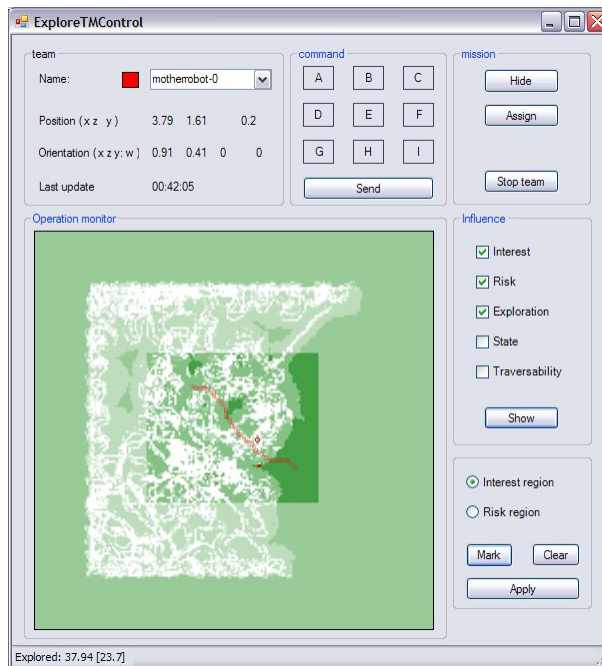 ExploreTMControl
team
Name: motherrobot-0
Position ( x z y ) 3.79 1.61 0.2
Orientation ( x z y: w ) 0.91 0.41 0 0
Last update 00:42:05
command
A B C
D E F
G H I
Send
mission
Hide
Assign
Stop team
Operation monitor
Influence
Interest
Risk
Exploration
State
Traversability
Show
Interest region
Risk region
Mark Clear
Apply
Explored: 37.94 [23.7]